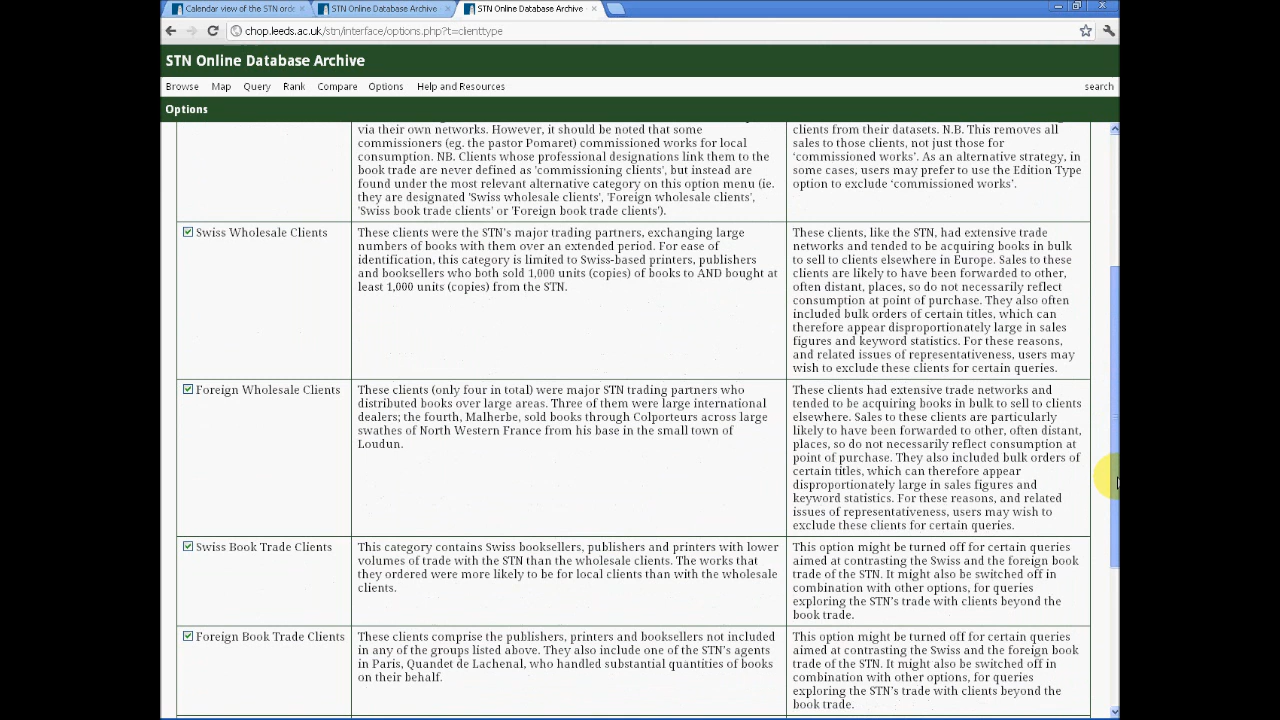 Calendar view of the STN orde
STN Online Database Archive
STN Online Database Archive
chop.leeds.ac.uk/stn/interface/options.php?t=clienttype
STN Online Database Archive
Browse Map Query Rank Compare Options Help and Resources search
Options
via their own networks. However, it should be noted that some
commissioners (eg. the pastor Pomaret) commissioned works for local
consumption. NB. Clients whose professional designations link them to the
book trade are never defined as 'commissioning clients', but instead are
found under the most relevant alternative category on this option menu (ie.
they are designated 'Swiss wholesale clients', 'Foreign wholesale clients',
'Swiss book trade clients' or 'Foreign book trade clients').
clients from their datasets. N.B. This removes all
sales to those clients, not just those for
‘commissioned works’. As an alternative strategy, in
some cases, users may prefer to use the Edition Type
option to exclude ‘commissioned works’.
Swiss Wholesale Clients
These clients were the STN’s major trading partners, exchanging large
numbers of books with them over an extended period. For ease of
identification, this category is limited to Swiss-based printers, publishers
and booksellers who both sold 1,000 units (copies) of books to AND bought at
least 1,000 units (copies) from the STN.
These clients, like the STN, had extensive trade
networks and tended to be acquiring books in bulk
to sell to clients elsewhere in Europe. Sales to these
clients are likely to have been forwarded to other,
often distant, places, so do not necessarily reflect
consumption at point of purchase. They also often
included bulk orders of certain titles, which can
therefore appear disproportionately large in sales
figures and keyword statistics. For these reasons,
and related issues of representativeness, users may
wish to exclude these clients for certain queries.
Foreign Wholesale Clients
These clients (only four in total) were major STN trading partners who
distributed books over large areas. Three of them were large international
dealers; the fourth, Malherbe, sold books through Colporteurs across large
swathes of North Western France from his base in the small town of
Loudun.
These clients had extensive trade networks and
tended to be acquiring books in bulk to sell to clients
elsewhere. Sales to these clients are particularly
likely to have been forwarded to other, often distant,
places, so do not necessarily reflect consumption at
point of purchase. They also included bulk orders of
certain titles, which can therefore appear
disproportionately large in sales figures and
keyword statistics. For these reasons, and related
issues of representativeness, users may wish to
exclude these clients for certain queries.
Swiss Book Trade Clients
This category contains Swiss booksellers, publishers and printers with lower
volumes of trade with the STN than the wholesale clients. The works that
they ordered were more likely to be for local clients than with the wholesale
clients.
This option might be turned off for certain queries
aimed at contrasting the Swiss and the foreign book
trade of the STN. It might also be switched off in
combination with other options, for queries
exploring the STN’s trade with clients beyond the
book trade.
Foreign Book Trade Clients
These clients comprise the publishers, printers and booksellers not included
in any of the groups listed above. They also include one of the STN’s agents
in Paris, Quandet de Lachenal, who handled substantial quantities of books
on their behalf.
This option might be turned off for certain queries
aimed at contrasting the Swiss and the foreign book
trade of the STN. It might also be switched off in
combination with other options, for queries
exploring the STN’s trade with clients beyond the
book trade.